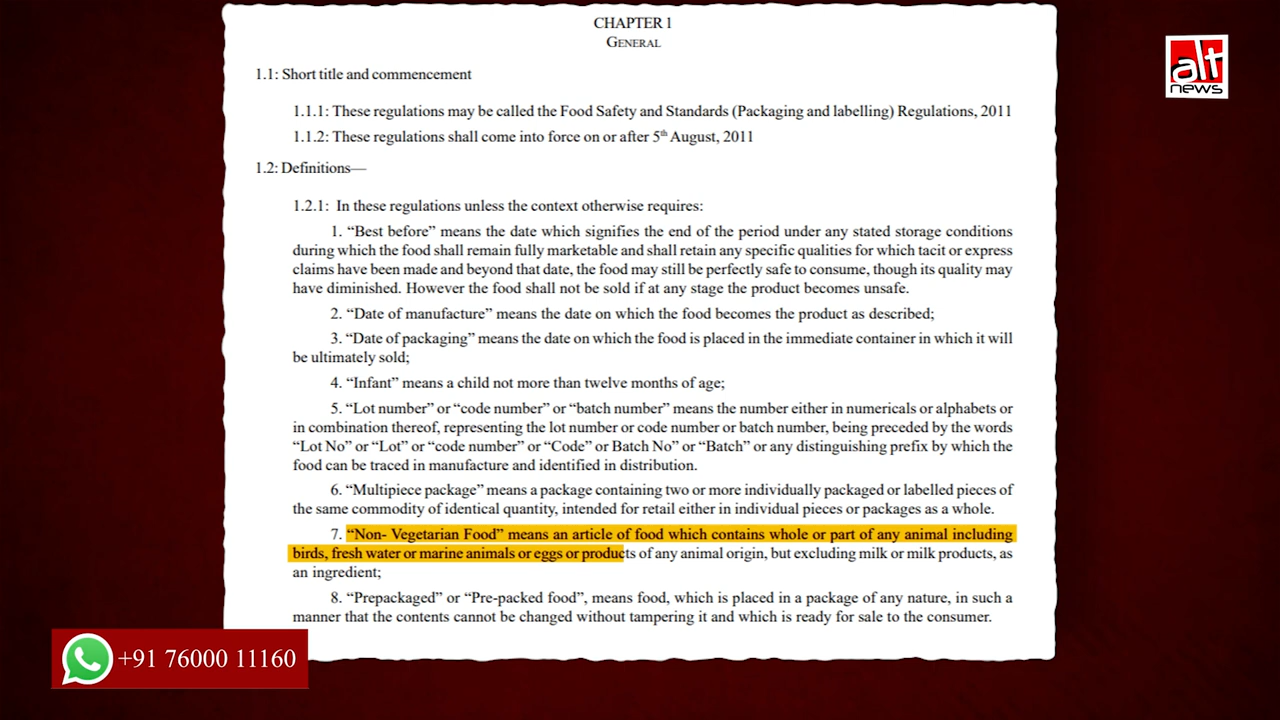 CHAPTER 1
GENERAL
1.1: Short title and commencement
1.1.1: These regulations may be called the Food Safety and Standards (Packaging and labelling) Regulations, 2011
1.1.2: These regulations shall come into force on or after 5th August, 2011
1.2: Definitions—
1.2.1: In these regulations unless the context otherwise requires:
1. “Best before” means the date which signifies the end of the period under any stated storage conditions
during which the food shall remain fully marketable and shall retain any specific qualities for which tacit or express
claims have been made and beyond that date, the food may still be perfectly safe to consume, though its quality may
have diminished. However the food shall not be sold if at any stage the product becomes unsafe.
2. “Date of manufacture” means the date on which the food becomes the product as described;
3. “Date of packaging” means the date on which the food is placed in the immediate container in which it will
be ultimately sold;
4. “Infant” means a child not more than twelve months of age;
5. “Lot number” or “code number” or “batch number” means the number either in numericals or alphabets or
in combination thereof, representing the lot number or code number or batch number, being preceded by the words
“Lot No” or “Lot” or “code number” or “Code” or Batch No” or “Batch” or any distinguishing prefix by which the
food can be traced in manufacture and identified in distribution.
6. “Multipiece package” means a package containing two or more individually packaged or labelled pieces of
the same commodity of identical quantity, intended for retail either in individual pieces or packages as a whole.
7. “Non- Vegetarian Food” means an article of food which contains whole or part of any animal including
birds, fresh water or marine animals or eggs or products of any animal origin, but excluding milk or milk products, as
an ingredient;
8. “Prepackaged” or “Pre-packed food”, means food, which is placed in a package of any nature, in such a
manner that the contents cannot be changed without tampering it and which is ready for sale to the consumer.
alt
news
+91 76000 11160